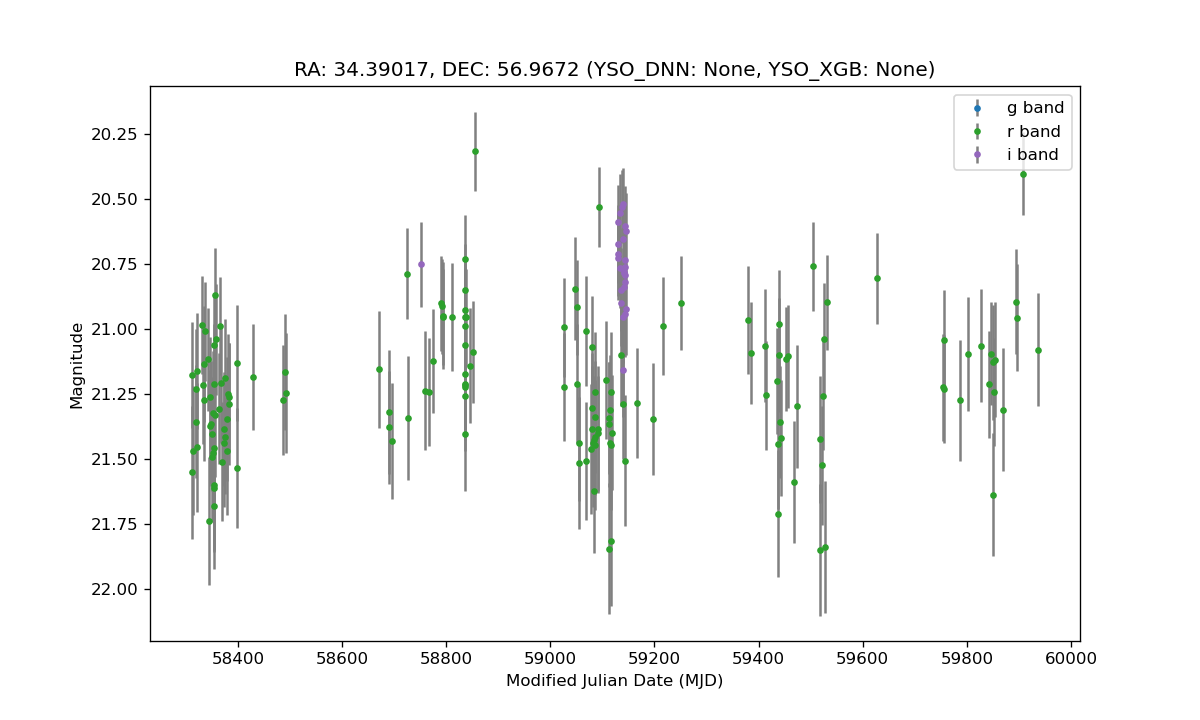 RA: 34.39017, DEC: 56.9672 (YSO_DNN: None, YSO_XGB: None)
g band
r band
i band
20.25
20.50
20.75
21.00
21.25
21.50
21.75
22.00
Magnitude
58400 58600 58800 59000 59200 59400 59600 59800 60000
Modified Julian Date (MJD)